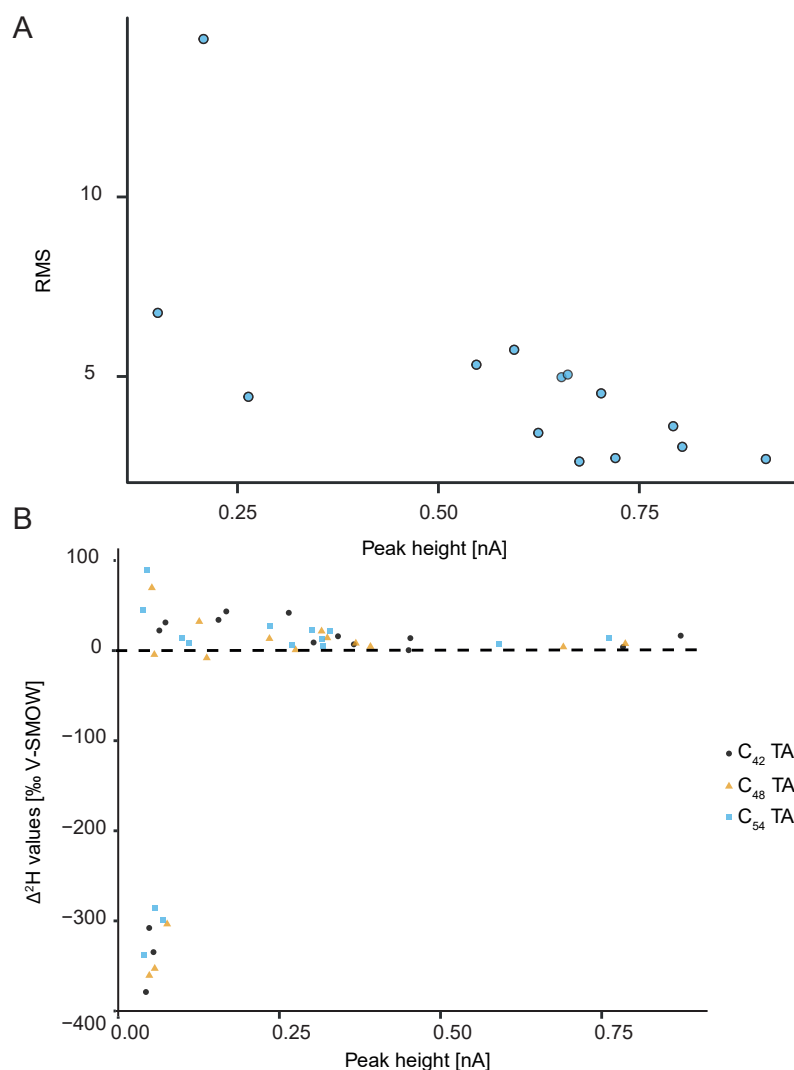 A
10
RMS
5
0.25
0.50
0.75
Peak height [nA]
B
100
0
−100
−200
−300
−400
Δ²H values [‰ V-SMOW]
0.00
0.25
0.50
0.75
Peak height [nA]
C₄₂ TA
C₄₈ TA
C₅₄ TA